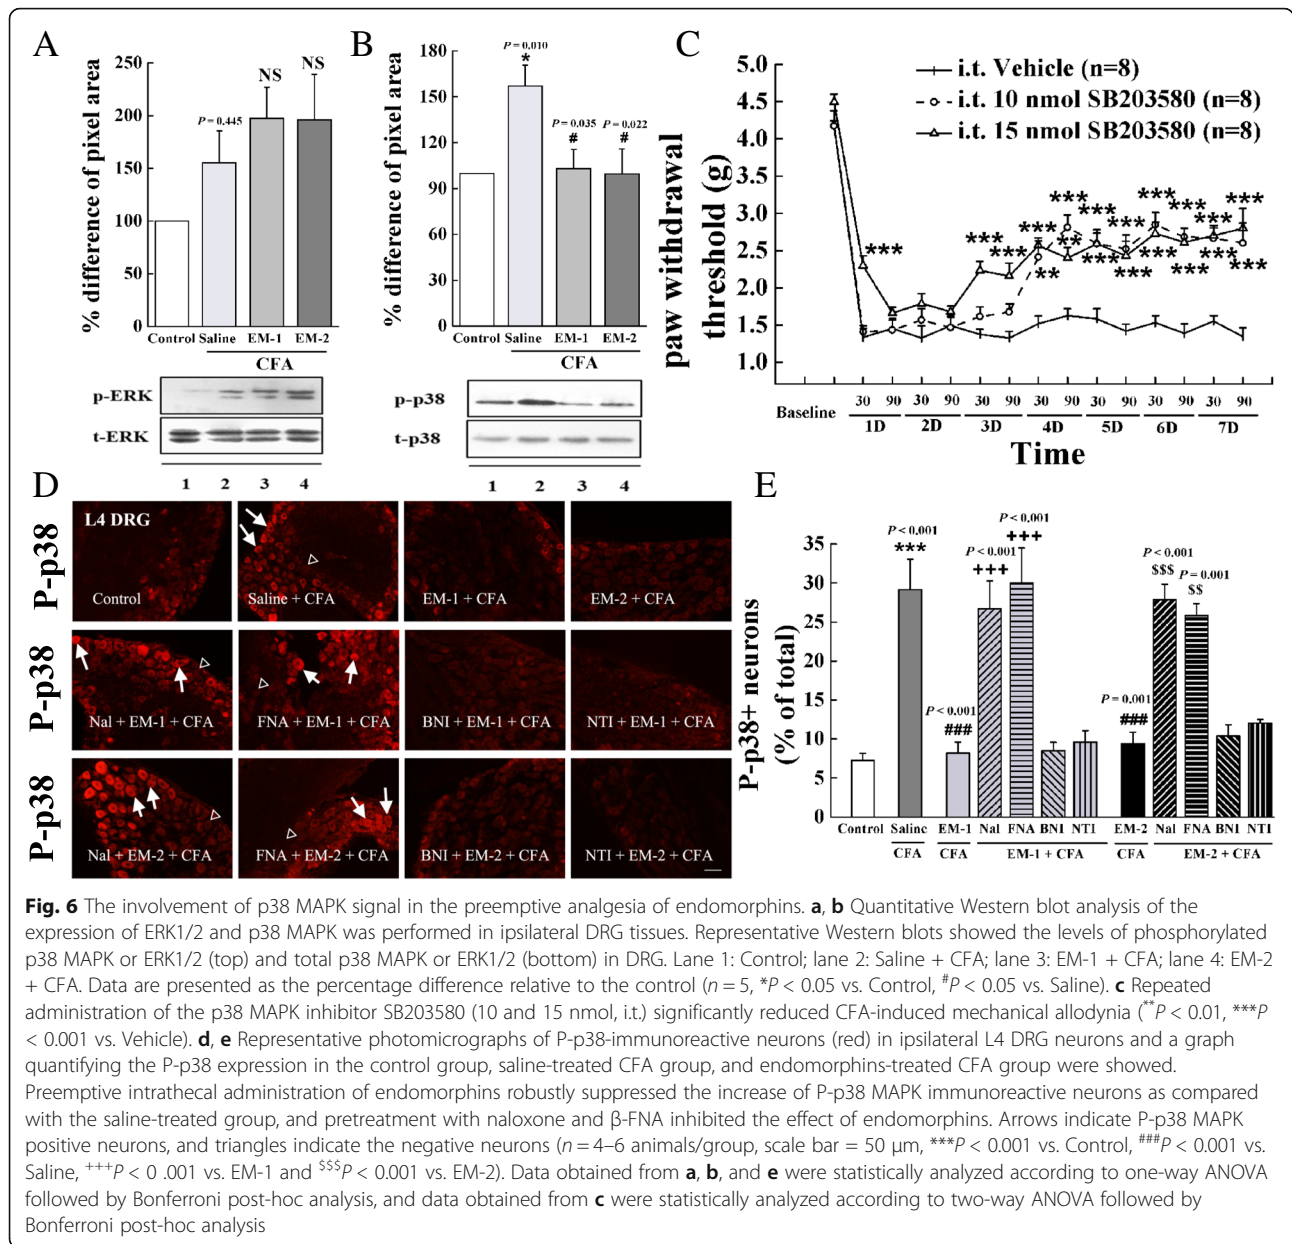 A
% difference of pixel area
250
200
150
100
50
0
P = 0.445
NS
NS
Control Saline EM-1 EM-2
CFA
p-ERK
t-ERK
1 2 3 4
B
% difference of pixel area
180
150
120
90
60
30
0
P = 0.010
*
P = 0.035
#
P = 0.022
#
Control Saline EM-1 EM-2
CFA
p-p38
t-p38
1 2 3 4
C
paw withdrawal
threshold (g)
5.0
4.5
4.0
3.5
3.0
2.5
2.0
1.5
1.0
i.t. Vehicle (n=8)
i.t. 10 nmol SB203580 (n=8)
i.t. 15 nmol SB203580 (n=8)
*** *** *** *** *** *** *** *** *** *** ***
** ** *** *** *** *** *** ***
Baseline
30 90 30 90 30 90 30 90 30 90 30 90 30 90
1D 2D 3D 4D 5D 6D 7D
Time
D
P-p38
L4 DRG
Control
Saline + CFA
EM-1 + CFA
EM-2 + CFA
P-p38
Nal + EM-1 + CFA
FNA + EM-1 + CFA
BNI + EM-1 + CFA
NTI + EM-1 + CFA
P-p38
Nal + EM-2 + CFA
FNA + EM-2 + CFA
BNI + EM-2 + CFA
NTI + EM-2 + CFA
E
P-p38+ neurons
(% of total)
35
30
25
20
15
10
5
0
P < 0.001
***
P < 0.001
###
P < 0.001
+++
P < 0.001
+++
P = 0.001
###
P < 0.001
$$$
P = 0.001
$$
Control Saline EM-1 Nal FNA BNI NTI EM-2 Nal FNA BNI NTI
CFA CFA EM-1 + CFA CFA EM-2 + CFA
Fig. 6 The involvement of p38 MAPK signal in the preemptive analgesia of endomorphins. a, b Quantitative Western blot analysis of the
expression of ERK1/2 and p38 MAPK was performed in ipsilateral DRG tissues. Representative Western blots showed the levels of phosphorylated
p38 MAPK or ERK1/2 (top) and total p38 MAPK or ERK1/2 (bottom) in DRG. Lane 1: Control; lane 2: Saline + CFA; lane 3: EM-1 + CFA; lane 4: EM-2
+ CFA. Data are presented as the percentage difference relative to the control (n = 5, *P < 0.05 vs. Control, #P < 0.05 vs. Saline). c Repeated
administration of the p38 MAPK inhibitor SB203580 (10 and 15 nmol, i.t.) significantly reduced CFA-induced mechanical allodynia (**P < 0.01, ***P
< 0.001 vs. Vehicle). d, e Representative photomicrographs of P-p38-immunoreactive neurons (red) in ipsilateral L4 DRG neurons and a graph
quantifying the P-p38 expression in the control group, saline-treated CFA group, and endomorphins-treated CFA group were showed.
Preemptive intrathecal administration of endomorphins robustly suppressed the increase of P-p38 MAPK immunoreactive neurons as compared
with the saline-treated group, and pretreatment with naloxone and β-FNA inhibited the effect of endomorphins. Arrows indicate P-p38 MAPK
positive neurons, and triangles indicate the negative neurons (n = 4–6 animals/group, scale bar = 50 μm, ***P < 0.001 vs. Control, ###P < 0.001 vs.
Saline, +++P < 0 .001 vs. EM-1 and $$$P < 0.001 vs. EM-2). Data obtained from a, b, and e were statistically analyzed according to one-way ANOVA
followed by Bonferroni post-hoc analysis, and data obtained from c were statistically analyzed according to two-way ANOVA followed by
Bonferroni post-hoc analysis